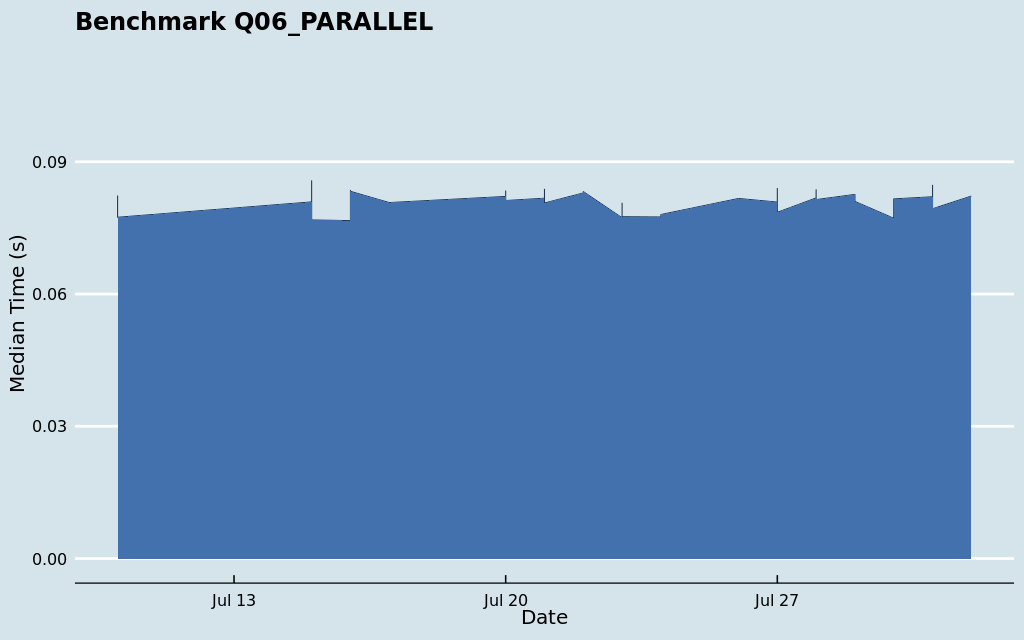 Benchmark Q06_PARALLEL
Median Time (s)
0.09
0.06
0.03
0.00
Jul 13
Jul 20
Jul 27
Date